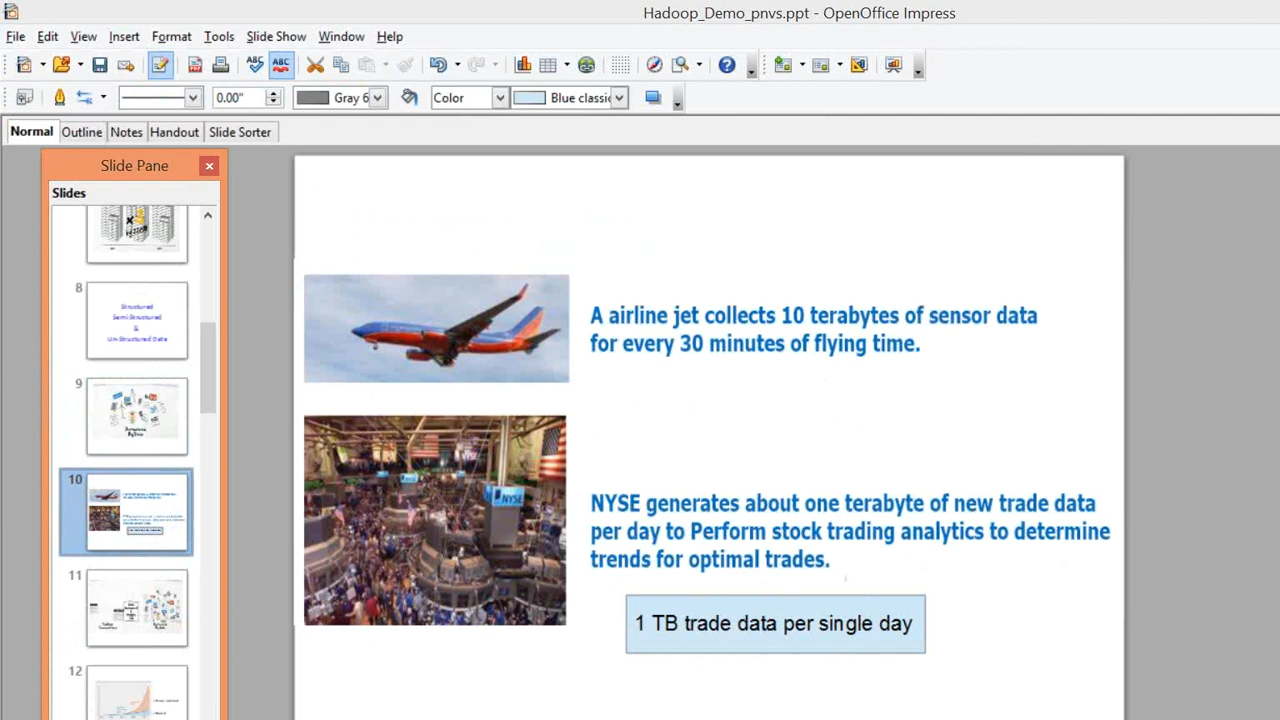 Hadoop_Demo_pnvs.ppt - OpenOffice Impress
File Edit View Insert Format Tools Slide Show Window Help
ABC ABC
0.00" Gray 6 Color Blue classic
Normal Outline Notes Handout Slide Sorter
Slide Pane
Slides
8
Structured
Semi Structured
&
Un-Structured Data
9
10
11
12
A airline jet collects 10 terabytes of sensor data
for every 30 minutes of flying time.
NYSE
NYSE generates about one terabyte of new trade data
per day to Perform stock trading analytics to determine
trends for optimal trades.
1 TB trade data per single day